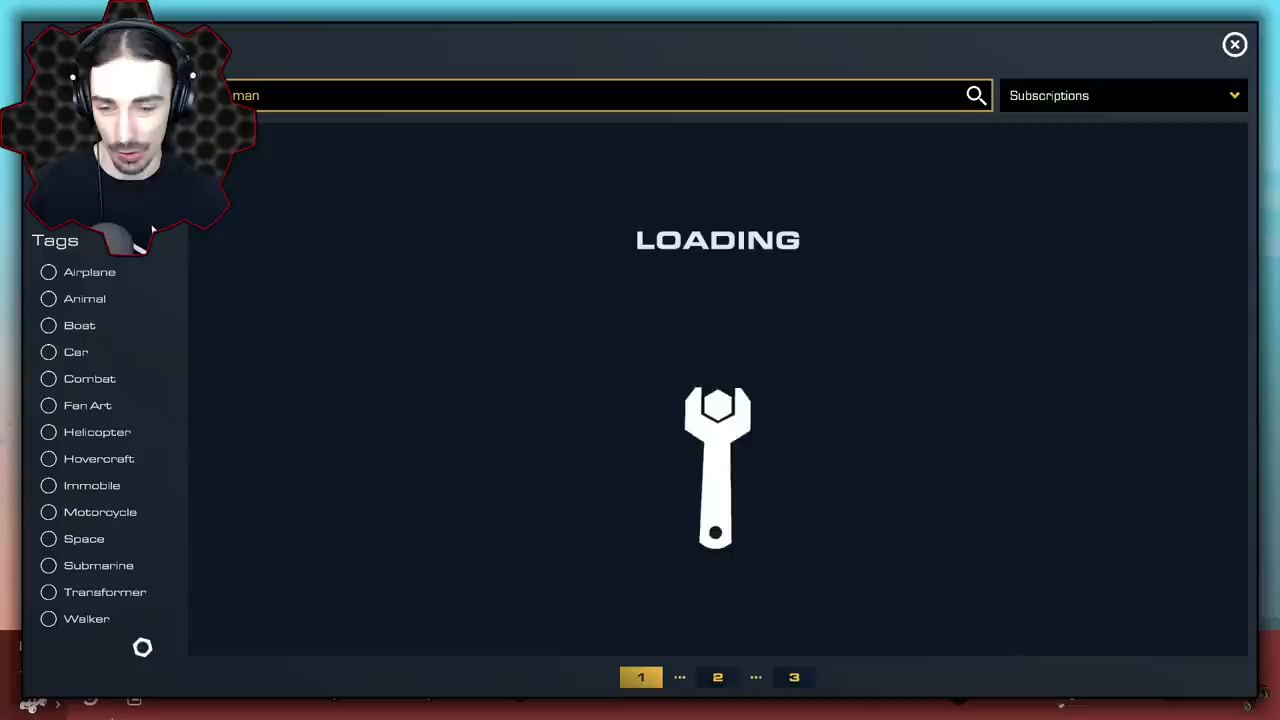 man
Subscriptions
LOADING
Tags
Airplane
Animal
Boat
Car
Combat
Fan Art
Helicopter
Hovercraft
Immobile
Motorcycle
Space
Submarine
Transformer
Walker
1 ... 2 ... 3